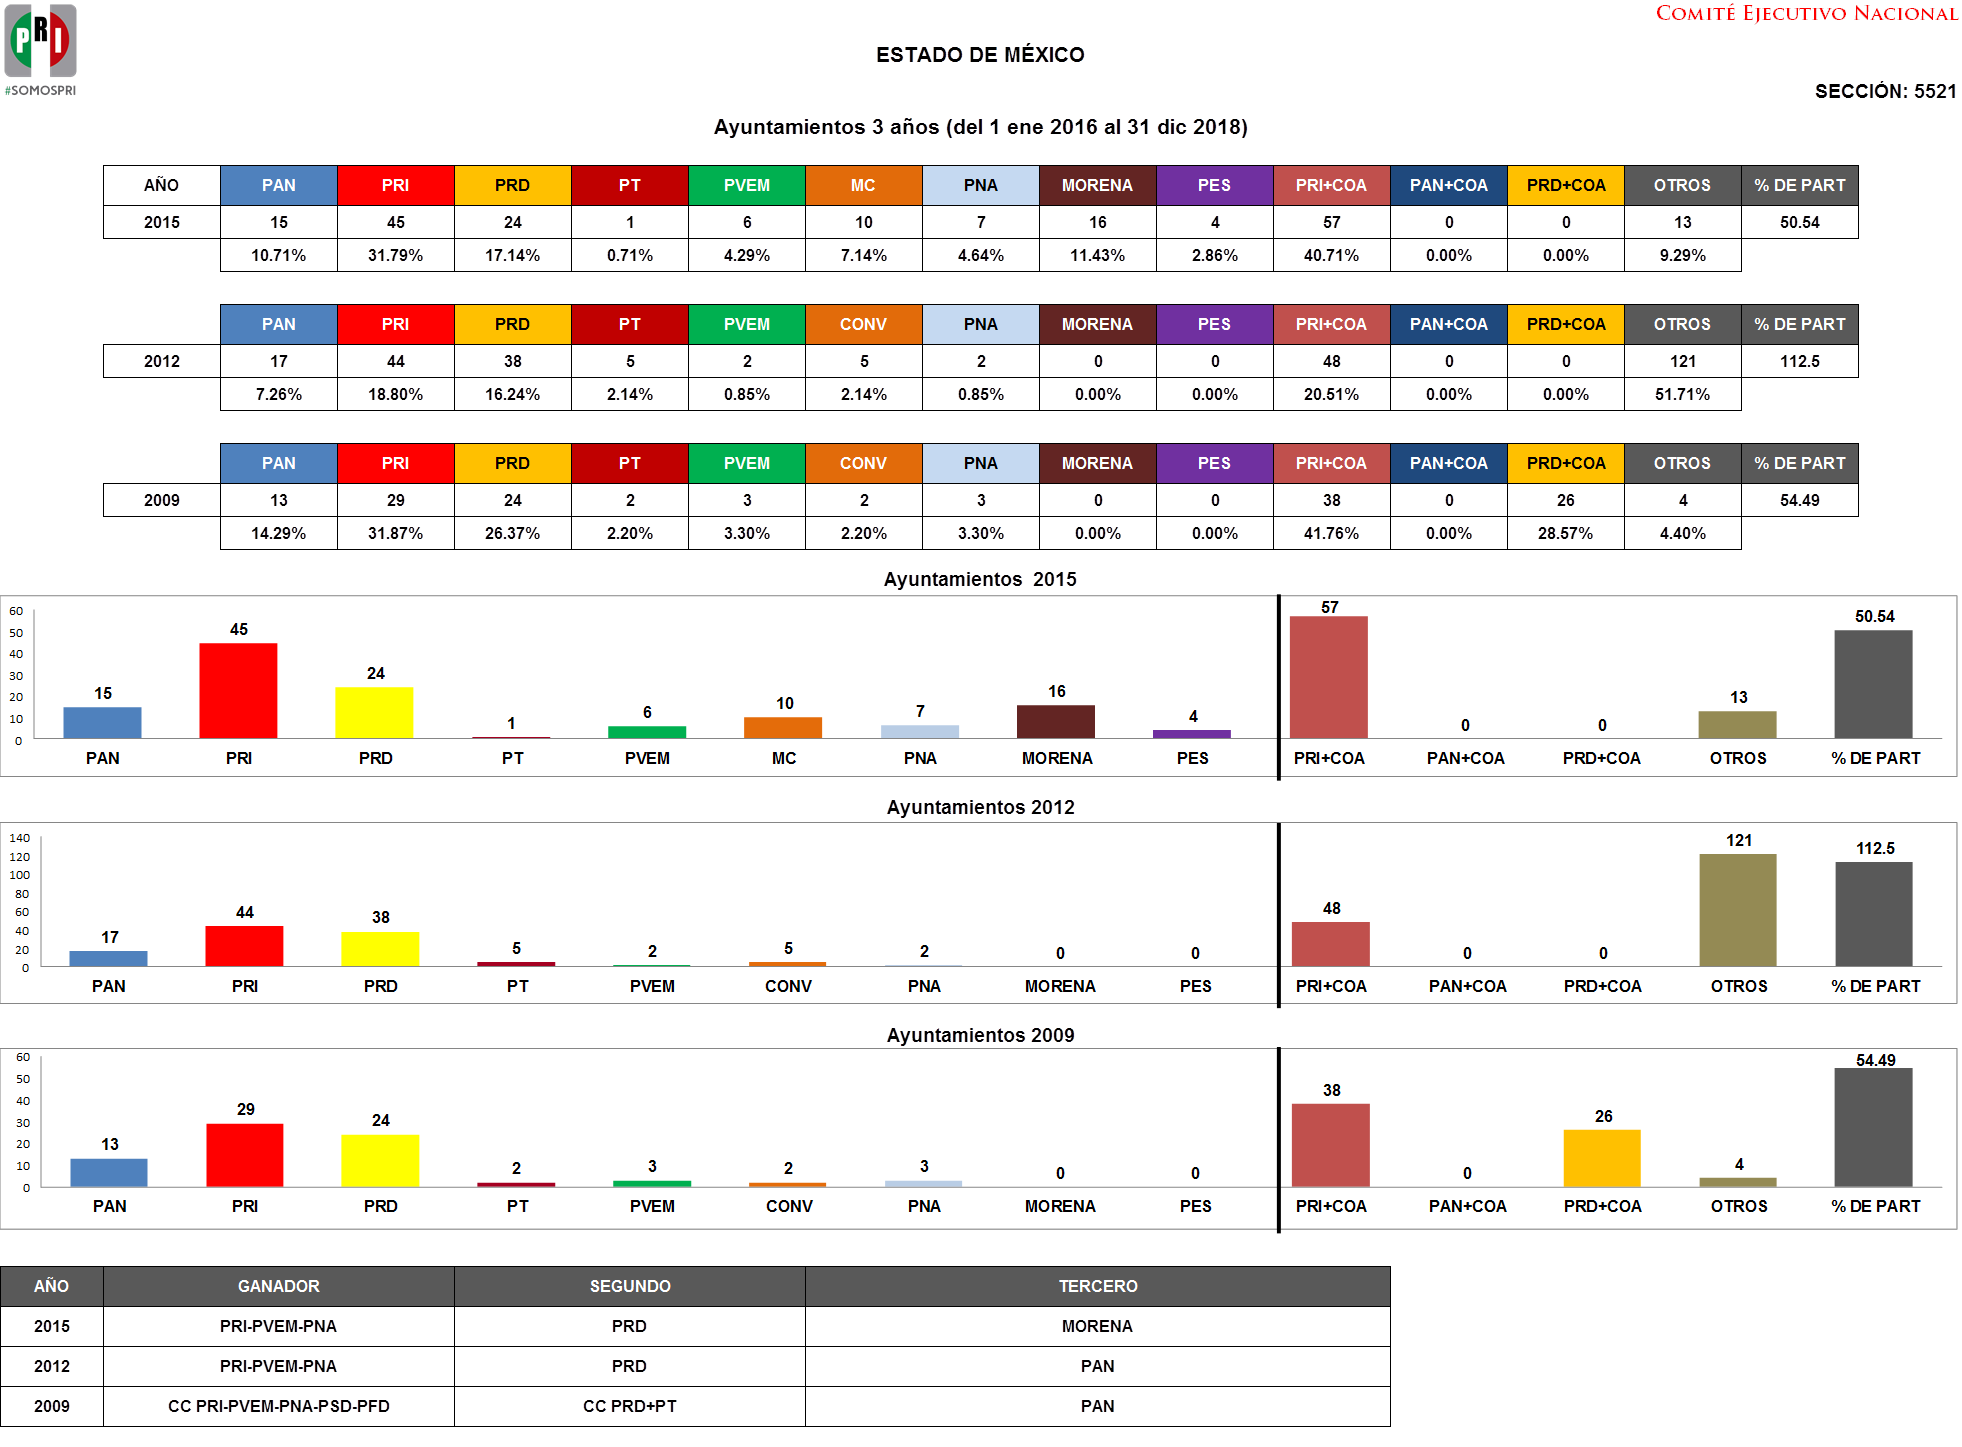 PRI
#SOMOSPRI
COMITÉ EJECUTIVO NACIONAL
ESTADO DE MÉXICO
SECCIÓN: 5521
Ayuntamientos 3 años (del 1 ene 2016 al 31 dic 2018)
AÑO PAN PRI PRD PT PVEM MC PNA MORENA PES PRI+COA PAN+COA PRD+COA OTROS % DE PART
2015 15 45 24 1 6 10 7 16 4 57 0 0 13 50.54
10.71% 31.79% 17.14% 0.71% 4.29% 7.14% 4.64% 11.43% 2.86% 40.71% 0.00% 0.00% 9.29%
PAN PRI PRD PT PVEM CONV PNA MORENA PES PRI+COA PAN+COA PRD+COA OTROS % DE PART
2012 17 44 38 5 2 5 2 0 0 48 0 0 121 112.5
7.26% 18.80% 16.24% 2.14% 0.85% 2.14% 0.85% 0.00% 0.00% 20.51% 0.00% 0.00% 51.71%
PAN PRI PRD PT PVEM CONV PNA MORENA PES PRI+COA PAN+COA PRD+COA OTROS % DE PART
2009 13 29 24 2 3 2 3 0 0 38 0 26 4 54.49
14.29% 31.87% 26.37% 2.20% 3.30% 2.20% 3.30% 0.00% 0.00% 41.76% 0.00% 28.57% 4.40%
Ayuntamientos 2015
60
50
40
30
20
10
0
15 45 24 1 6 10 7 16 4 57 0 0 13 50.54
PAN PRI PRD PT PVEM MC PNA MORENA PES PRI+COA PAN+COA PRD+COA OTROS % DE PART
Ayuntamientos 2012
140
120
100
80
60
40
20
0
17 44 38 5 2 5 2 0 0 48 0 0 121 112.5
PAN PRI PRD PT PVEM CONV PNA MORENA PES PRI+COA PAN+COA PRD+COA OTROS % DE PART
Ayuntamientos 2009
60
50
40
30
20
10
0
13 29 24 2 3 2 3 0 0 38 0 26 4 54.49
PAN PRI PRD PT PVEM CONV PNA MORENA PES PRI+COA PAN+COA PRD+COA OTROS % DE PART
AÑO GANADOR SEGUNDO TERCERO
2015 PRI-PVEM-PNA PRD MORENA
2012 PRI-PVEM-PNA PRD PAN
2009 CC PRI-PVEM-PNA-PSD-PFD CC PRD+PT PAN